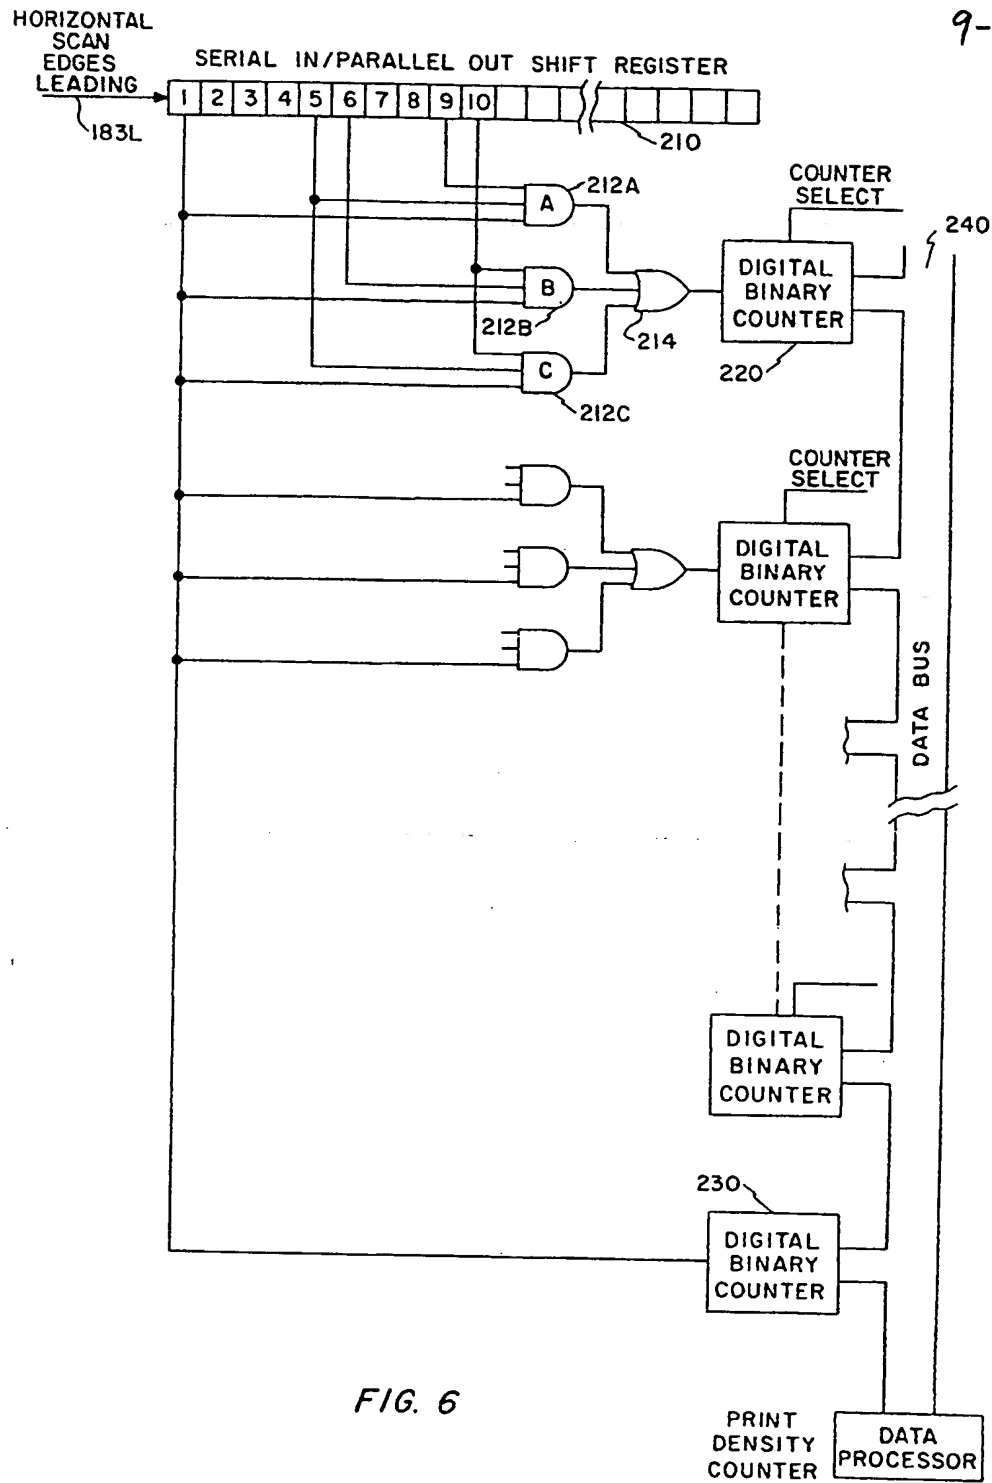 9-
HORIZONTAL
SCAN
EDGES
LEADING
SERIAL IN/PARALLEL OUT SHIFT REGISTER
1 2 3 4 5 6 7 8 9 10
183L
210
212A
A
COUNTER
SELECT
240
DIGITAL
BINARY
COUNTER
B
212B
214
220
C
212C
COUNTER
SELECT
DIGITAL
BINARY
COUNTER
DATA BUS
DIGITAL
BINARY
COUNTER
230
DIGITAL
BINARY
COUNTER
FIG. 6
PRINT
DENSITY
COUNTER
DATA
PROCESSOR